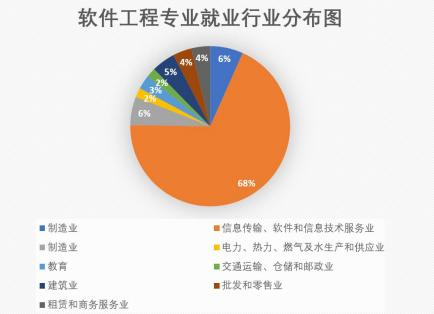 软件工程专业就业行业分布图
6%
68%
6%
2%
3%
2%
5%
4%
4%
制造业
信息传输、软件和信息技术服务业
制造业
电力、热力、燃气及水生产和供应业
教育
交通运输、仓储和邮政业
建筑业
批发和零售业
租赁和商务服务业